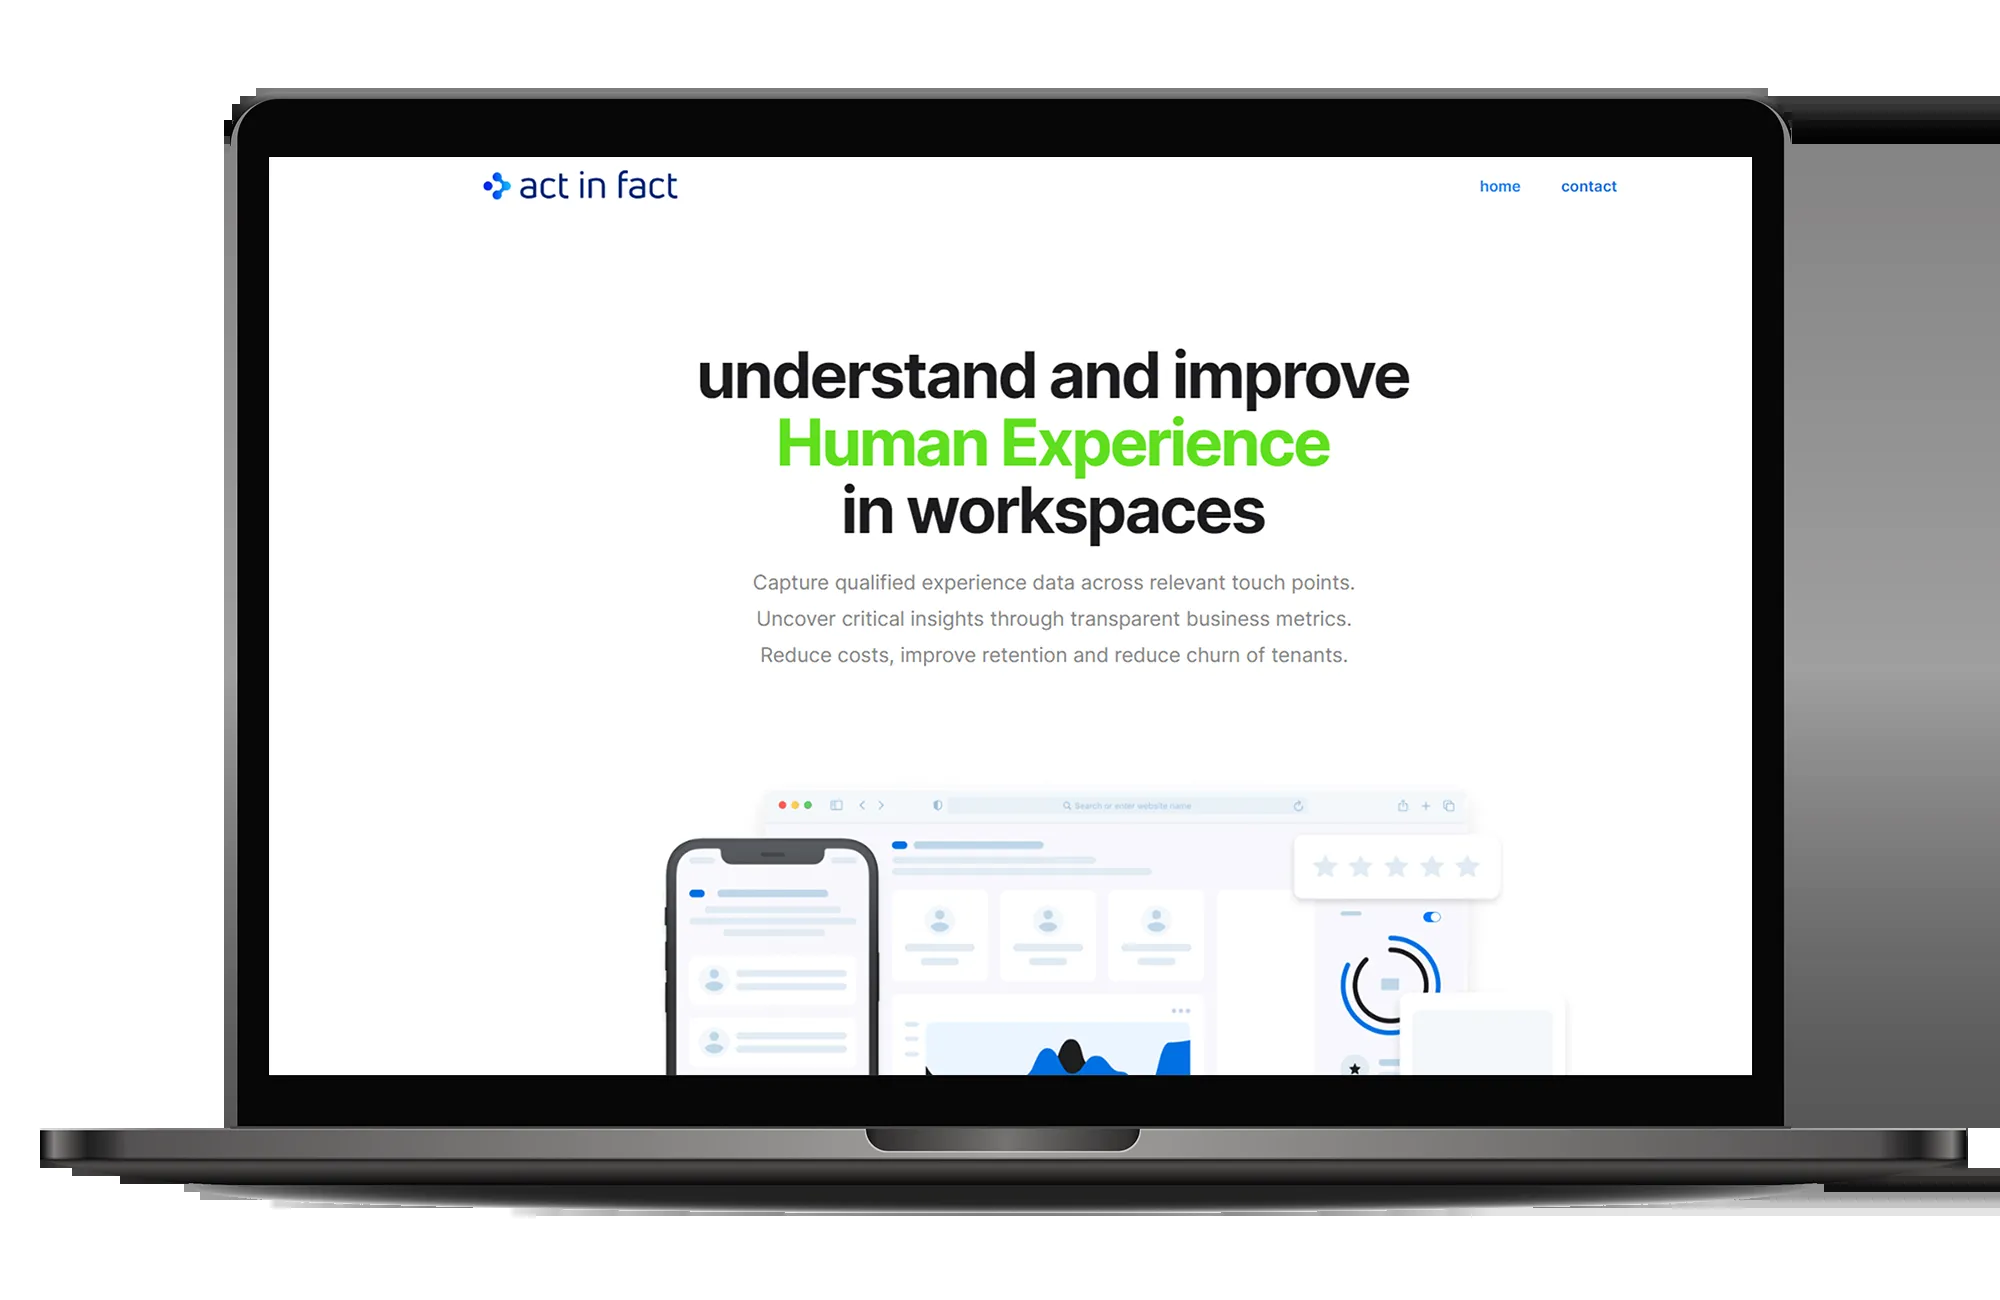 act in fact
home
contact
understand and improve
Human Experience
in workspaces
Capture qualified experience data across relevant touch points.
Uncover critical insights through transparent business metrics.
Reduce costs, improve retention and reduce churn of tenants.
Search or enter website name